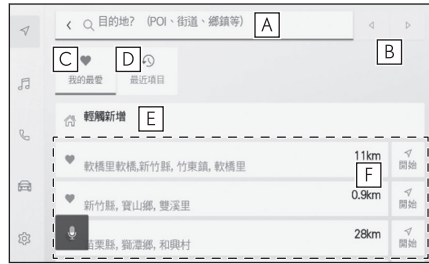 目的地? (POI、街道、鄉鎮等)
A
B
C
D
我的最愛
最近項目
輕觸新增
E
11km
軟橋里軟橋,新竹縣, 竹東鎮, 軟橋里
F
開始
0.9km
新竹縣, 寶山鄉, 雙溪里
開始
28km
苗栗縣, 獅潭鄉, 和興村
開始